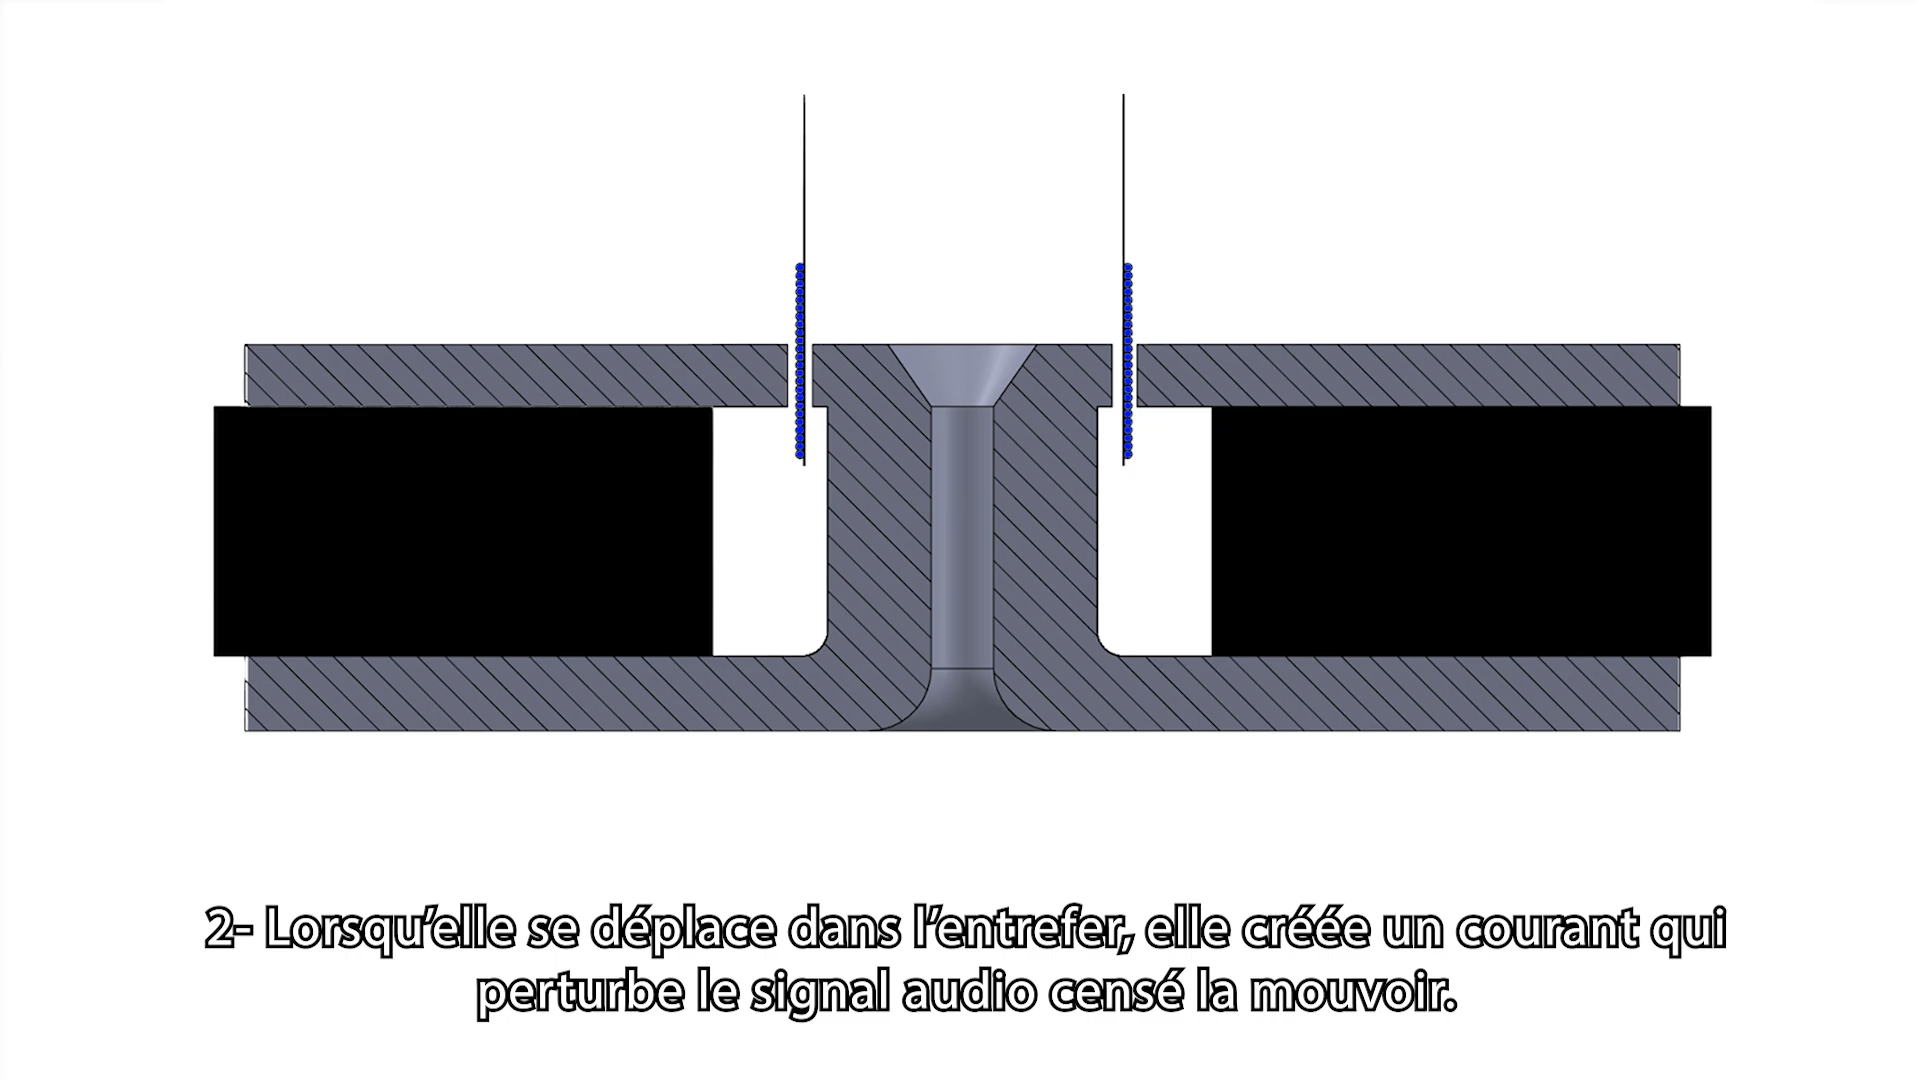 2- Lorsqu’elle se déplace dans l’entrefer, elle créée un courant qui
perturbe le signal audio censé la mouvoir.